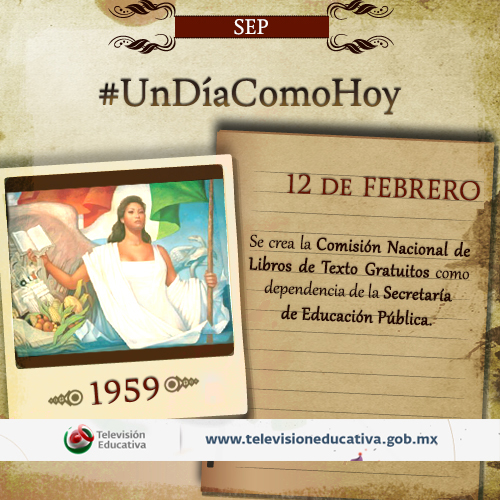 SEP
#UnDíaComoHoy
12 DE FEBRERO
Se crea la Comisión Nacional de
Libros de Texto Gratuitos como
dependencia de la Secretaría
de Educación Pública.
1959
Televisión
Educativa
www.televisioneducativa.gob.mx